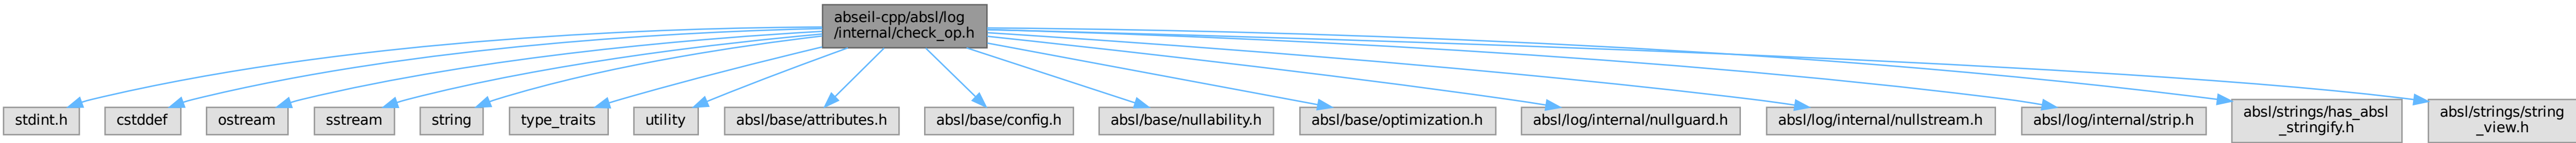 abseil-cpp/absl/log
/internal/check_op.h
stdint.h
cstddef
ostream
sstream
string
type_traits
utility
absl/base/attributes.h
absl/base/config.h
absl/base/nullability.h
absl/base/optimization.h
absl/log/internal/nullguard.h
absl/log/internal/nullstream.h
absl/log/internal/strip.h
absl/strings/has_absl
_stringify.h
absl/strings/string
_view.h